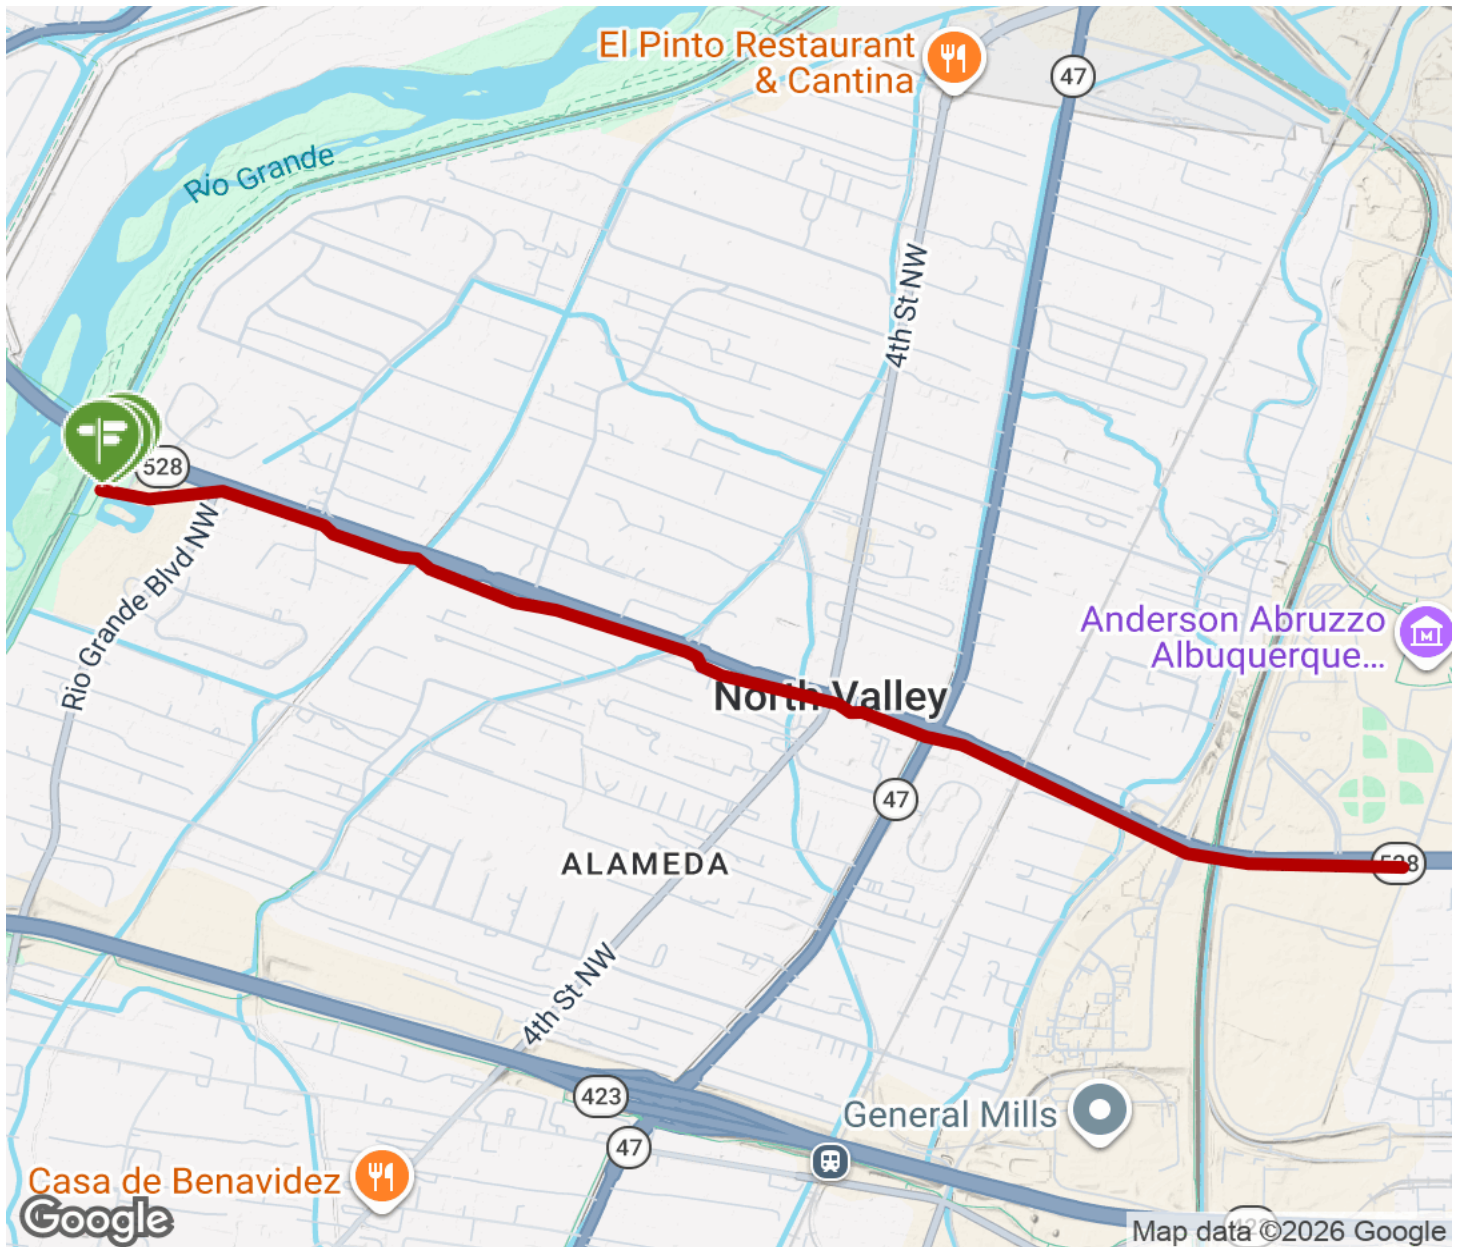 El Pinto Restaurant
& Cantina
47
Rio Grande
4th St NW
528
Rio Grande Blvd NW
Anderson Abruzzo
Albuquerque...
North Valley
47
ALAMEDA
528
4th St NW
423
General Mills
47
Casa de Benavidez
Google
Map data ©2026 Google